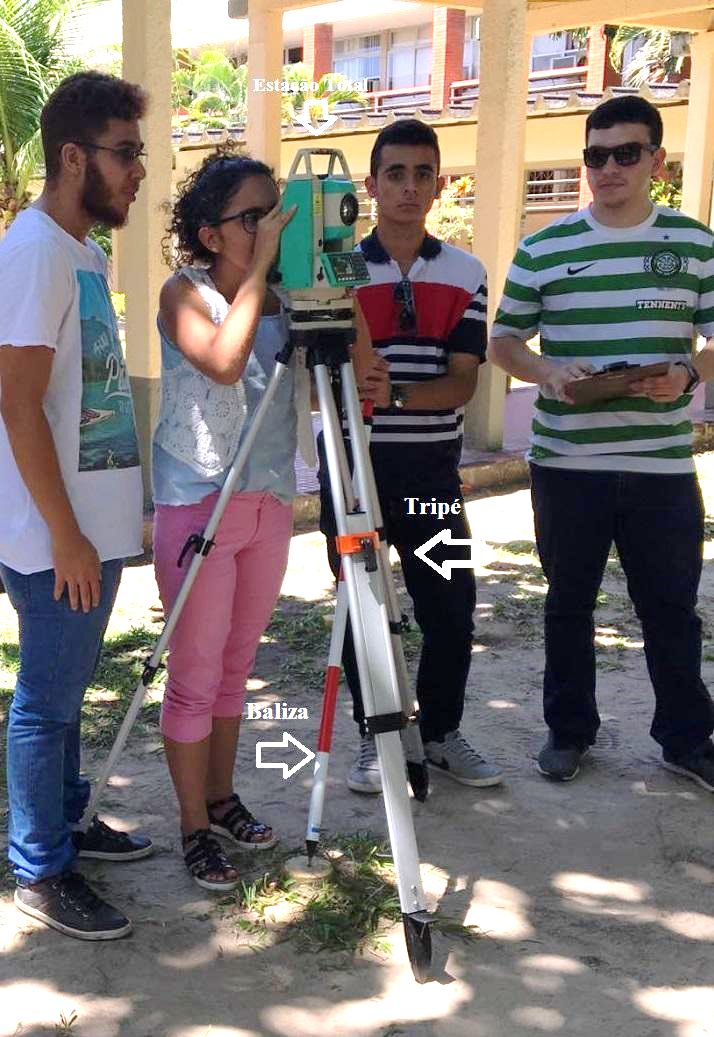 Estação Total
TENNENTS
Tripé
Baliza